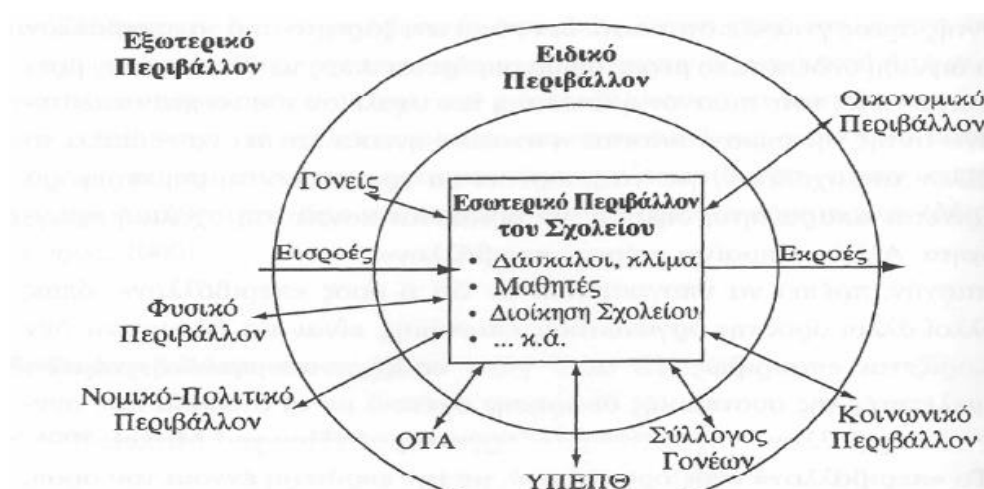 Εξωτερικό
Περιβάλλον
Ειδικό
Περιβάλλον
Οικονομικό
Περιβάλλον
Γονείς
Εσωτερικό Περιβάλλον
του Σχολείου
Εισροές
• Δάσκαλοι, κλίμα
Εκροές
• Μαθητές
• Διοίκηση Σχολείου
• ... κ.ά.
Φυσικό
Περιβάλλον
Νομικό-Πολιτικό
Περιβάλλον
ΟΤΑ
ΥΠΕΠΘ
Σύλλογος
Γονέων
Κοινωνικό
Περιβάλλον